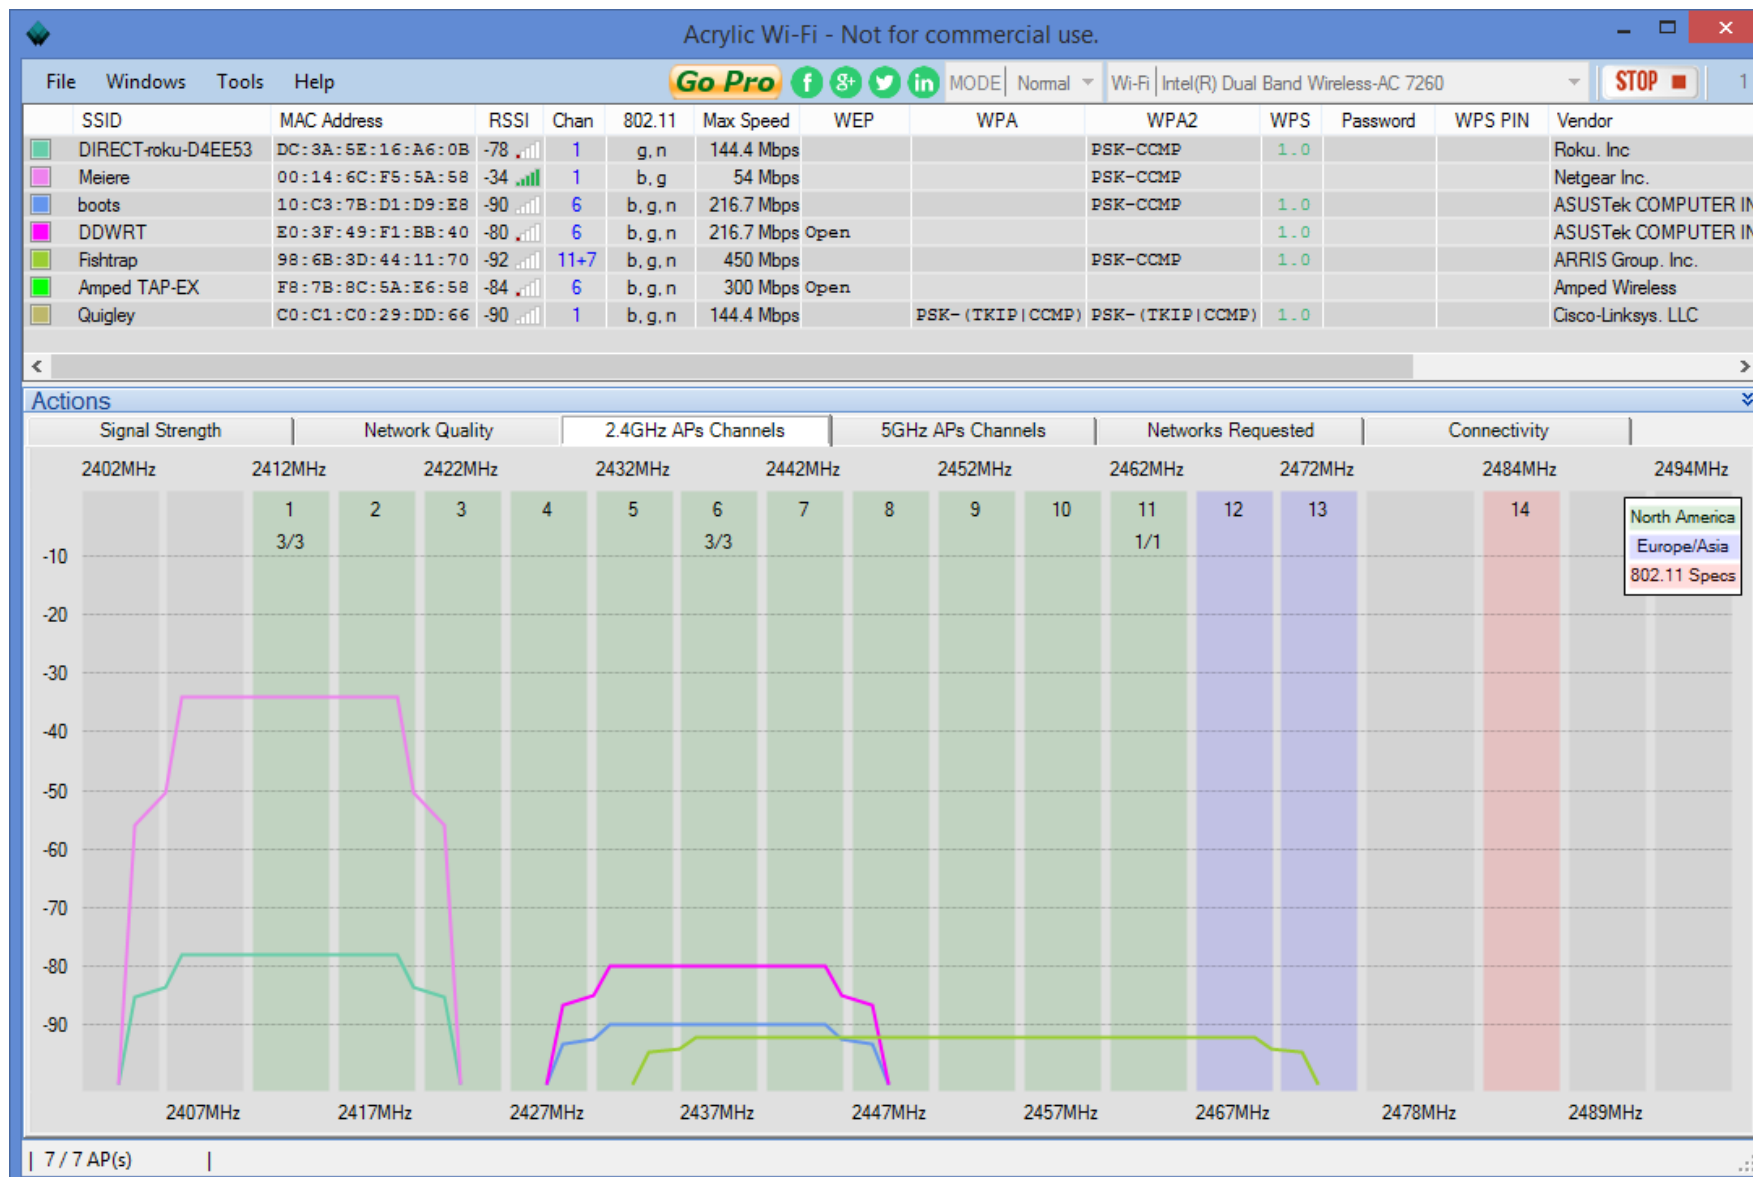 Acrylic Wi-Fi - Not for commercial use.
File Windows Tools Help Go Pro f g+ in MODE Normal Wi-Fi Intel(R) Dual Band Wireless-AC 7260 STOP 1
SSID MAC Address RSSI Chan 802.11 Max Speed WEP WPA WPA2 WPS Password WPS PIN Vendor
DIRECT-roku-D4EE53 DC:3A:5E:16:A6:0B -78 1 g, n 144.4 Mbps PSK-CCMP 1.0 Roku. Inc
Meiere 00:14:6C:F5:5A:58 -34 1 b, g 54 Mbps PSK-CCMP Netgear Inc.
boots 10:C3:7B:D1:D9:E8 -90 6 b, g, n 216.7 Mbps PSK-CCMP 1.0 ASUSTek COMPUTER IN
DDWRT E0:3F:49:F1:BB:40 -80 6 b, g, n 216.7 Mbps Open 1.0 ASUSTek COMPUTER IN
Fishtrap 98:6B:3D:44:11:70 -92 11+7 b, g, n 450 Mbps PSK-CCMP 1.0 ARRIS Group. Inc.
Amped TAP-EX F8:7B:8C:5A:E6:58 -84 6 b, g, n 300 Mbps Open Amped Wireless
Quigley C0:C1:C0:29:DD:66 -90 1 b, g, n 144.4 Mbps PSK-(TKIP|CCMP) PSK-(TKIP|CCMP) 1.0 Cisco-Linksys. LLC
Actions
Signal Strength Network Quality 2.4GHz APs Channels 5GHz APs Channels Networks Requested Connectivity
2402MHz 2412MHz 2422MHz 2432MHz 2442MHz 2452MHz 2462MHz 2472MHz 2484MHz 2494MHz
1 2 3 4 5 6 7 8 9 10 11 12 13 14
3/3 3/3 1/1
North America
Europe/Asia
802.11 Specs
-10
-20
-30
-40
-50
-60
-70
-80
-90
2407MHz 2417MHz 2427MHz 2437MHz 2447MHz 2457MHz 2467MHz 2478MHz 2489MHz
| 7 / 7 AP(s) |